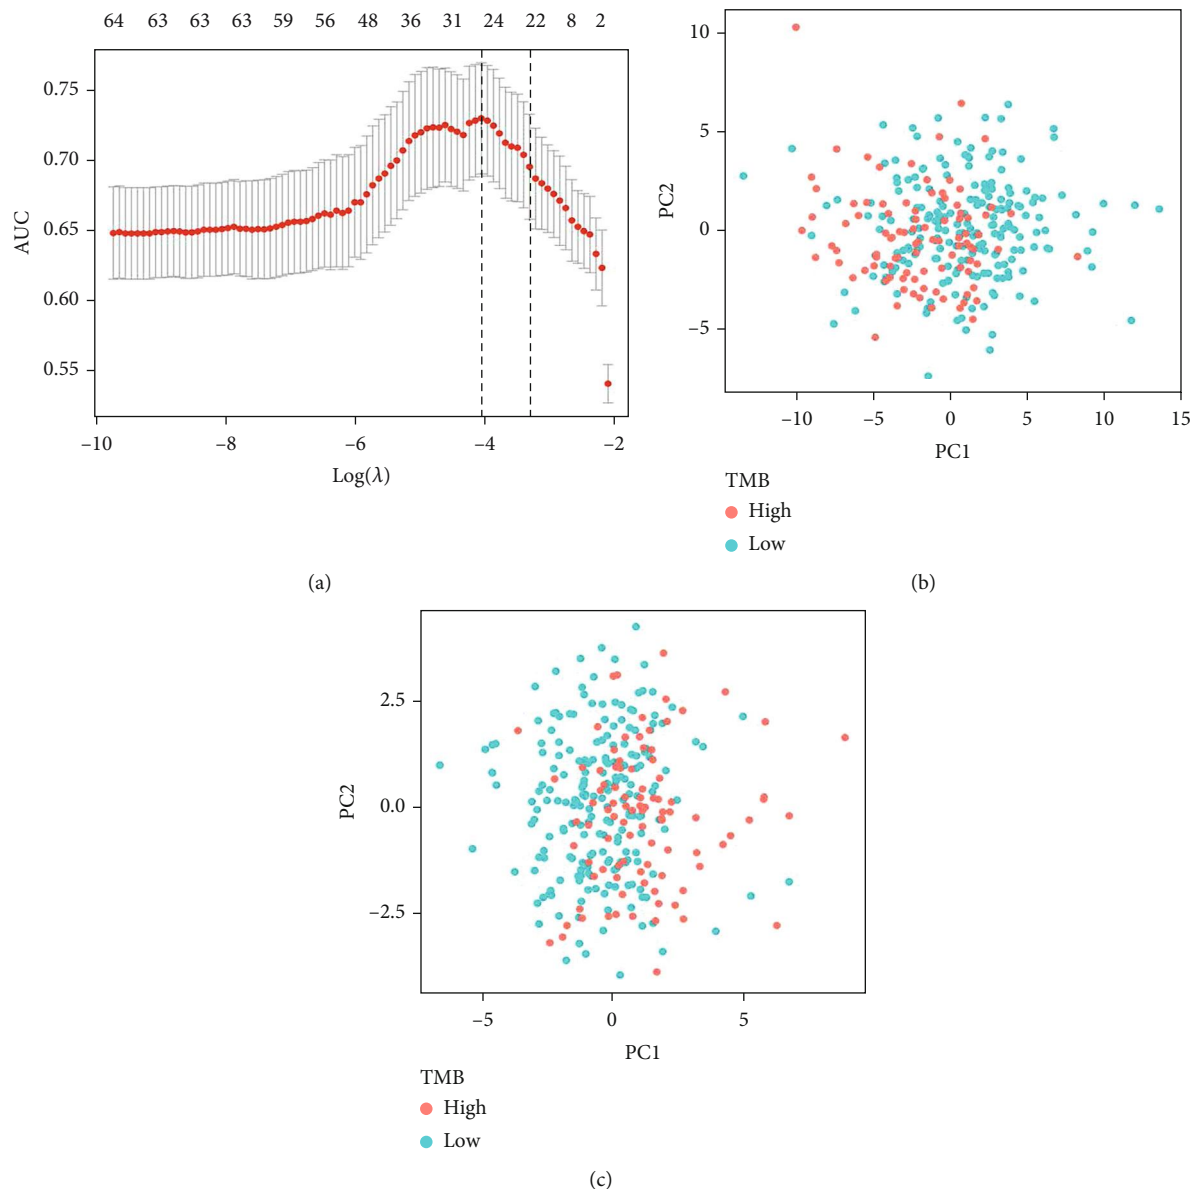 64 63 63 63 59 56 48 36 31 24 22 8 2
0.75
0.70
0.65
0.60
0.55
AUC
−10 −8 −6 −4 −2
Log(λ)
(a)
10
5
0
−5
PC2
−10 −5 0 5 10 15
PC1
TMB
High
Low
(b)
2.5
0.0
−2.5
PC2
−5 0 5
PC1
TMB
High
Low
(c)